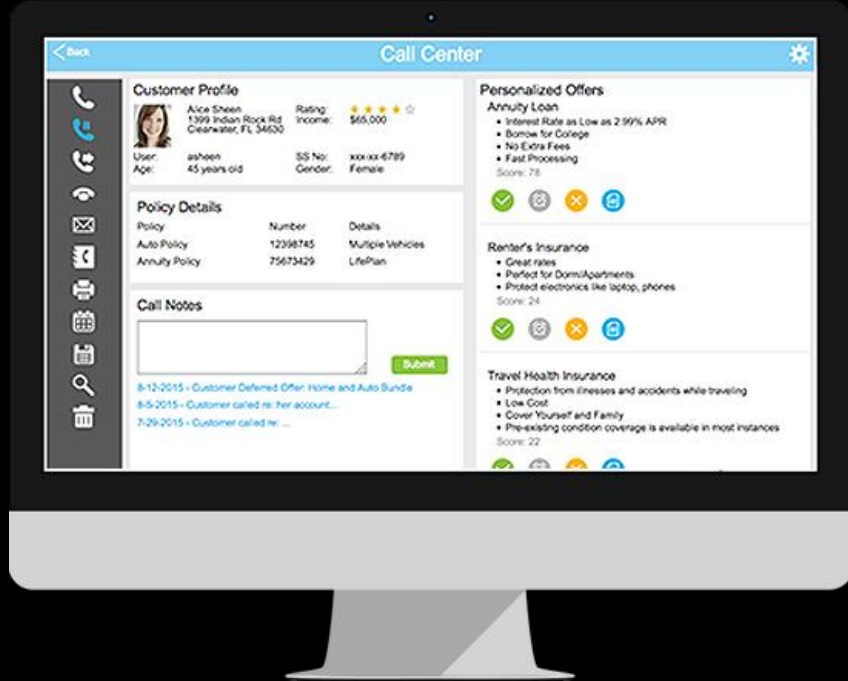 Back
Call Center
Customer Profile
Alice Sheen
1399 Indian Rock Rd
Clearwater, FL 34630
Rating:
Income: $65,000
User: asheen
Age: 45 years old
SS No: xxx-xx-6789
Gender: Female
Policy Details
Policy Number Details
Auto Policy 12398745 Multiple Vehicles
Annuity Policy 75673429 LifePlan
Call Notes
Submit
8-12-2015 - Customer Deferred Offer: Home and Auto Bundle
8-5-2015 - Customer called re: her account...
7-29-2015 - Customer called re: ...
Personalized Offers
Annuity Loan
• Interest Rate as Low as 2.99% APR
• Borrow for College
• No Extra Fees
• Fast Processing
Score: 78
Renter's Insurance
• Great rates
• Perfect for Dorm/Apartments
• Protect electronics like laptop, phones
Score: 24
Travel Health Insurance
• Protection from illnesses and accidents while traveling
• Low Cost
• Cover Yourself and Family
• Pre-existing condition coverage is available in most instances
Score: 22